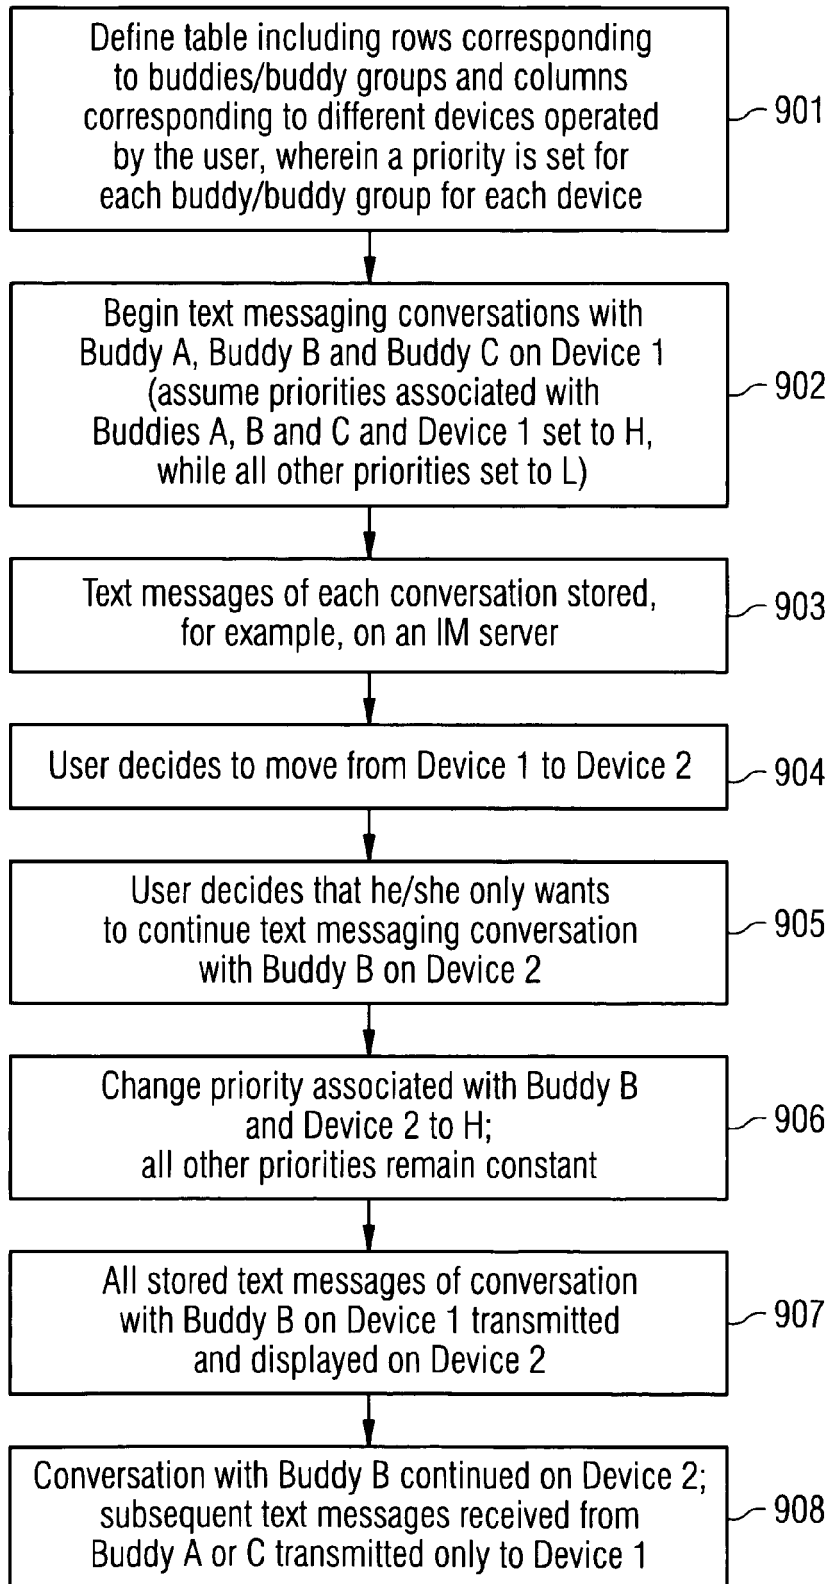 Define table including rows corresponding
to buddies/buddy groups and columns
corresponding to different devices operated
by the user, wherein a priority is set for
each buddy/buddy group for each device
901
Begin text messaging conversations with
Buddy A, Buddy B and Buddy C on Device 1
(assume priorities associated with
Buddies A, B and C and Device 1 set to H,
while all other priorities set to L)
902
Text messages of each conversation stored,
for example, on an IM server
903
User decides to move from Device 1 to Device 2
904
User decides that he/she only wants
to continue text messaging conversation
with Buddy B on Device 2
905
Change priority associated with Buddy B
and Device 2 to H;
all other priorities remain constant
906
All stored text messages of conversation
with Buddy B on Device 1 transmitted
and displayed on Device 2
907
Conversation with Buddy B continued on Device 2;
subsequent text messages received from
Buddy A or C transmitted only to Device 1
908